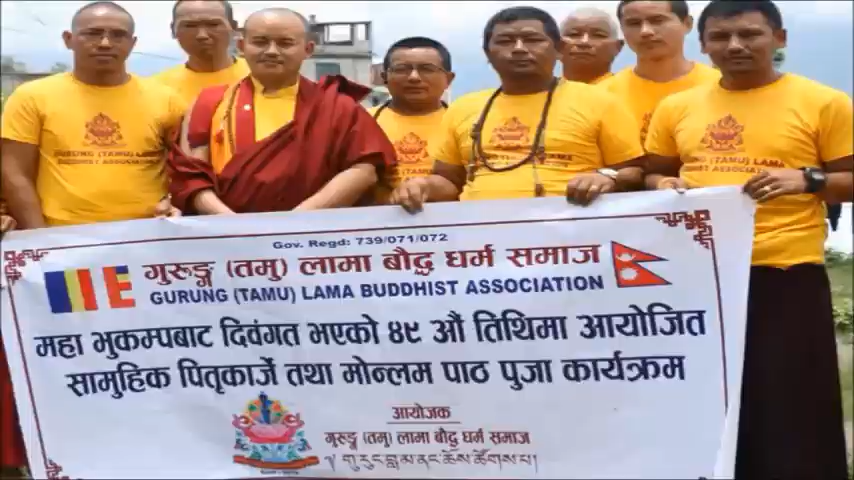 GURUNG (TAMU) LAMA
BUDDHIST ASSOCIATION
Gov. Regd: 739/071/072
गुरूङ्ग (तमु) लामा बौद्ध धर्म समाज
GURUNG (TAMU) LAMA BUDDHIST ASSOCIATION
महा भुकम्पबाट दिवंगत भएको ४९ औं तिथिमा आयोजित
सामुहिक पितृकार्जे तथा मोन्लम पाठ पुजा कार्यक्रम
आयोजक
गुरूङ्ग (तमु) लामा बौद्ध धर्म समाज